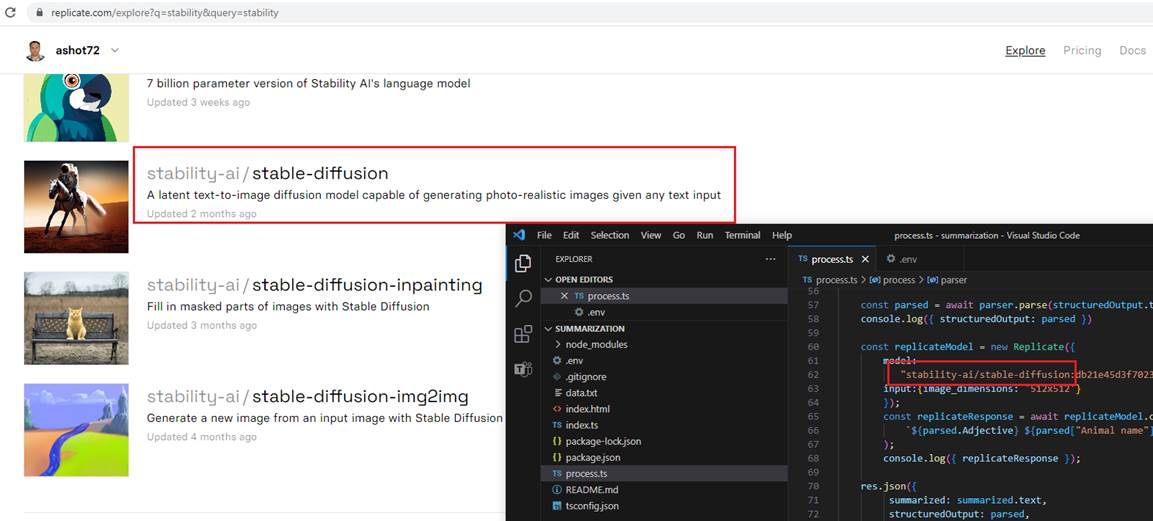 replicate.com/explore?q=stability&query=stability
ashot72
Explore Pricing Docs
7 billion parameter version of Stability AI's language model
Updated 3 weeks ago
stability-ai / stable-diffusion
A latent text-to-image diffusion model capable of generating photo-realistic images given any text input
Updated 2 months ago
stability-ai / stable-diffusion-inpainting
Fill in masked parts of images with Stable Diffusion
Updated 3 months ago
stability-ai / stable-diffusion-img2img
Generate a new image from an input image with Stable Diffusion
Updated 4 months ago
File Edit Selection View Go Run Terminal Help
process.ts - summarization - Visual Studio Code
EXPLORER
OPEN EDITORS
TS process.ts
.env
SUMMARIZATION
node_modules
.env
.gitignore
data.txt
index.html
TS index.ts
package-lock.json
package.json
TS process.ts
README.md
tsconfig.json
TS process.ts .env
TS process.ts > process > parser
56
57 const parsed = await parser.parse(structuredOutput.t
58 console.log({ structuredOutput: parsed })
59
60 const replicateModel = new Replicate({
61 model:
62 "stability-ai/stable-diffusion:db21e45d3f7023
63 input:{image_dimensions: "512x512"}
64 });
65 const replicateResponse = await replicateModel.c
66 `${parsed.Adjective} ${parsed["Animal name"]
67 );
68 console.log({ replicateResponse });
69
70 res.json({
71 summarized: summarized.text,
72 structuredOutput: parsed,